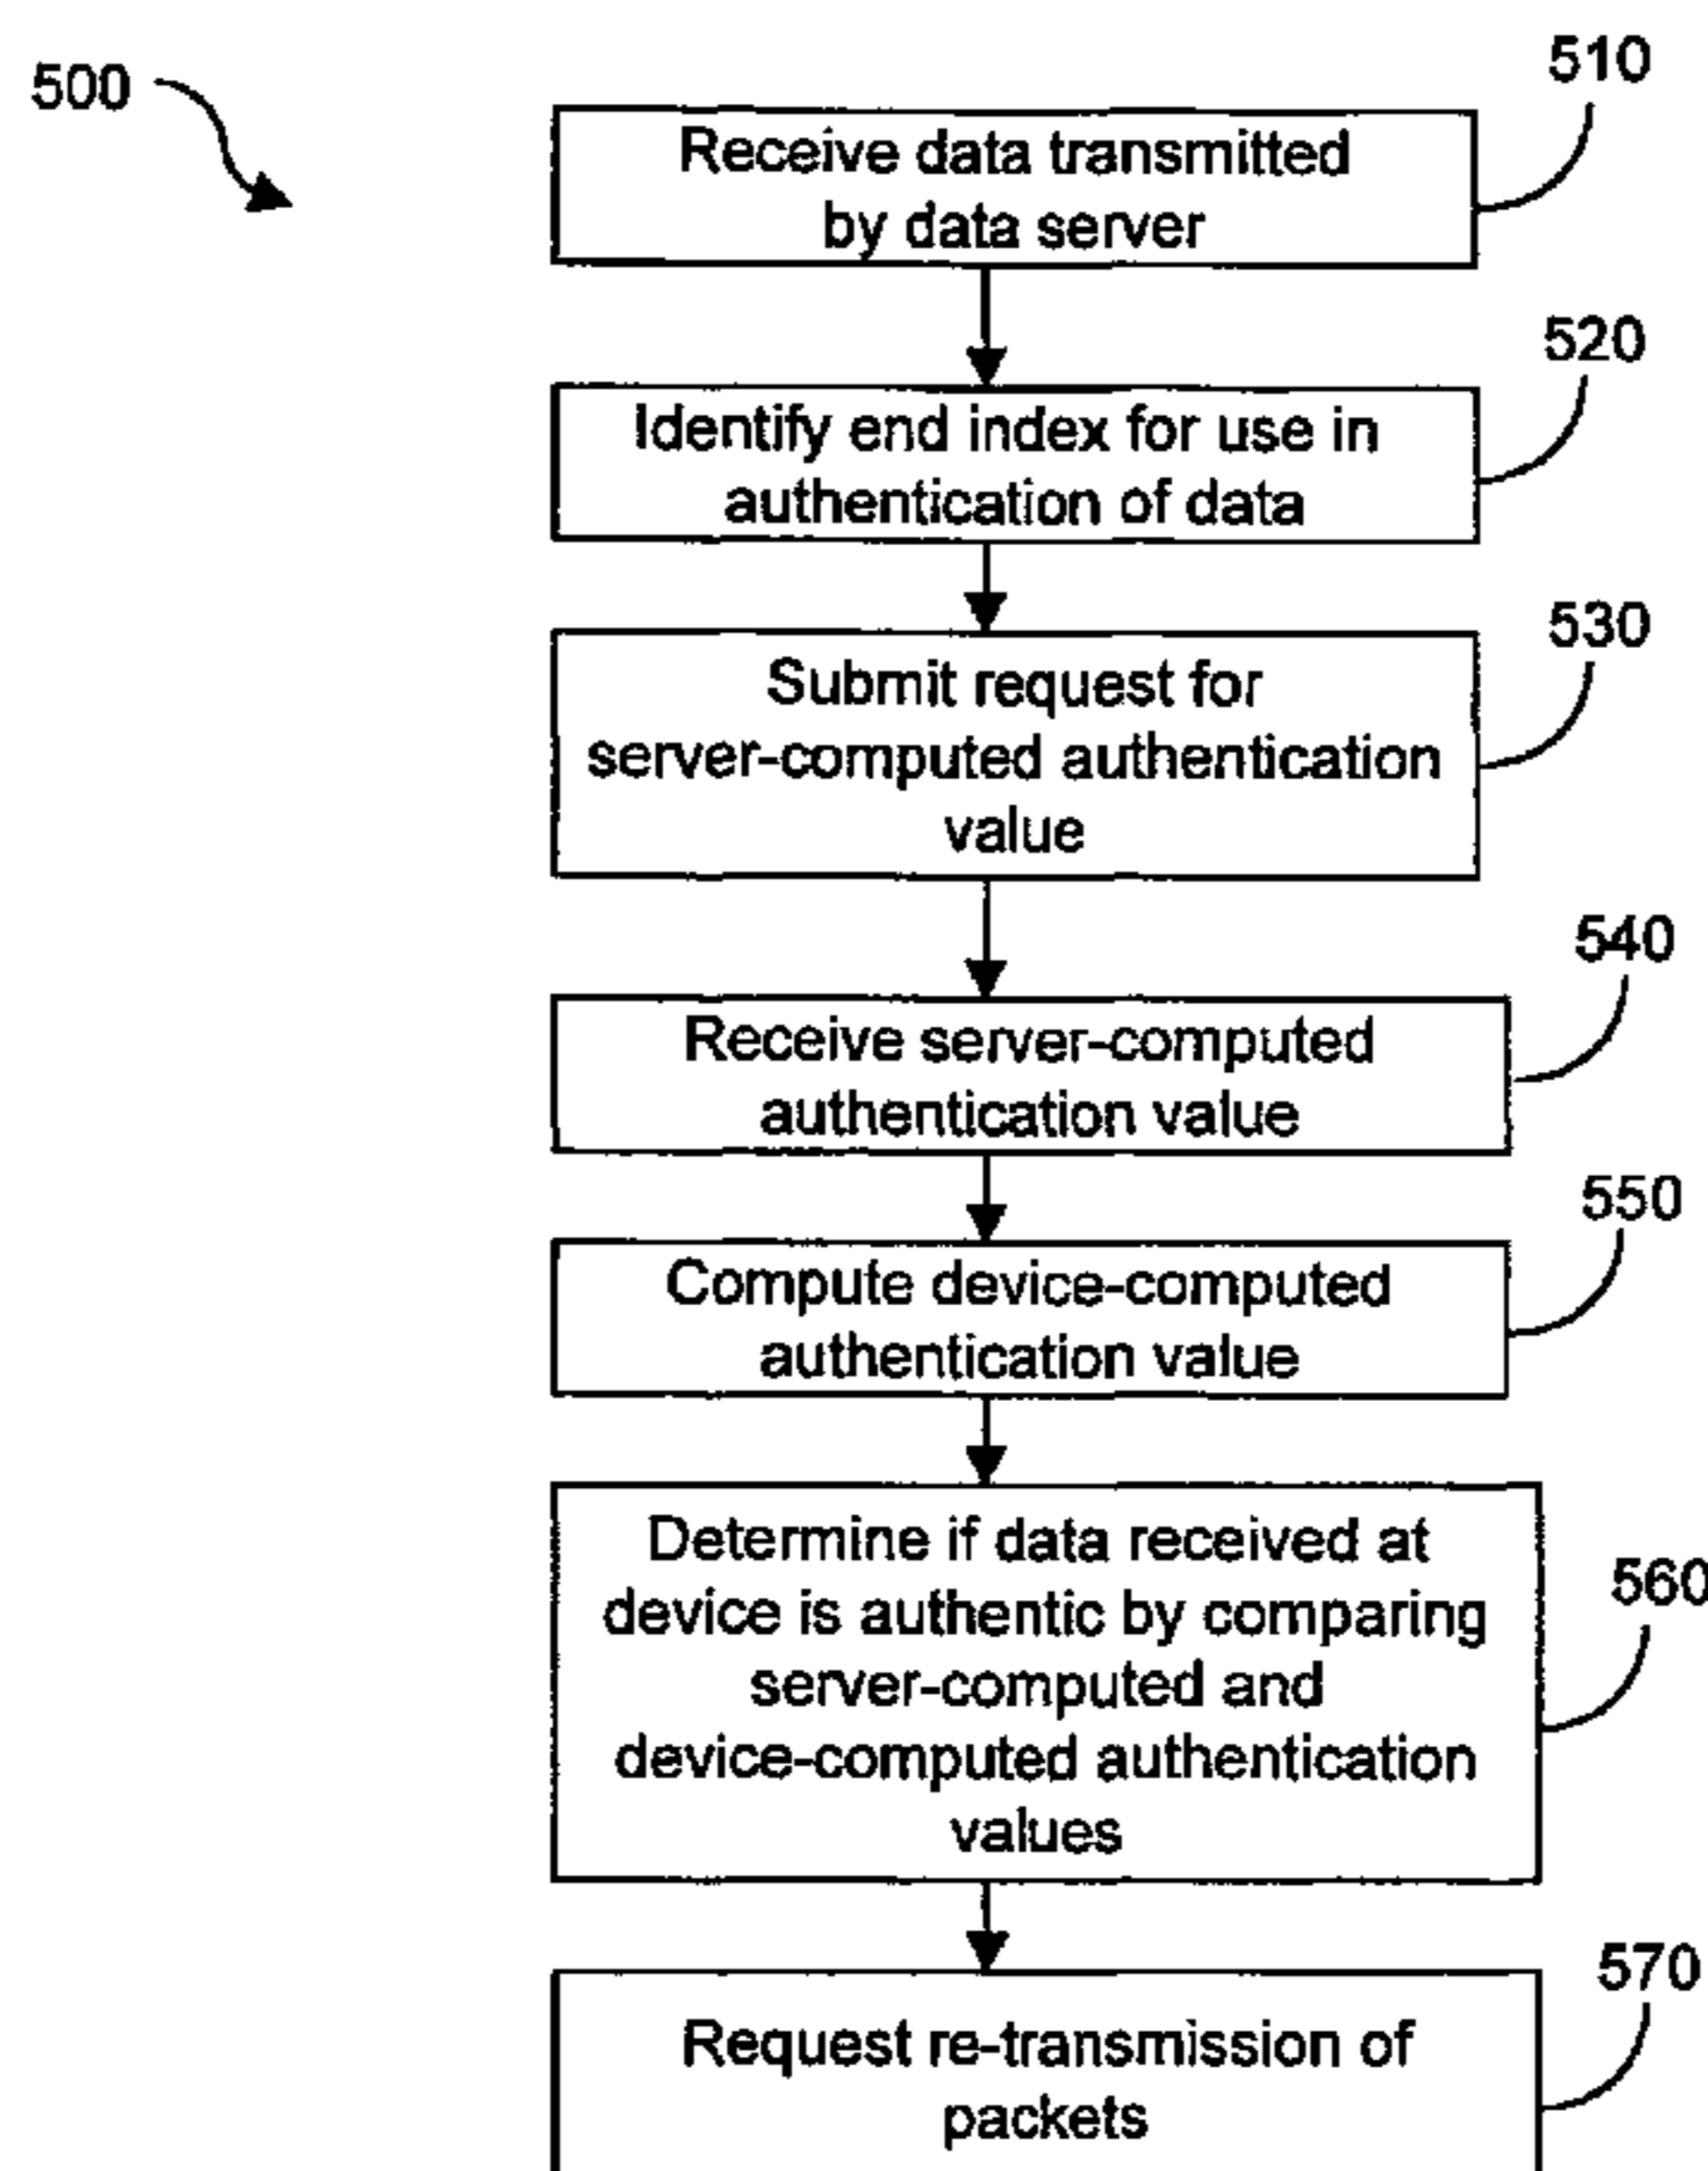 500
510
Receive data transmitted
by data server
520
Identify end index for use in
authentication of data
530
Submit request for
server-computed authentication
value
540
Receive server-computed
authentication value
550
Compute device-computed
authentication value
560
Determine if data received at
device is authentic by comparing
server-computed and
device-computed authentication
values
570
Request re-transmission of
packets